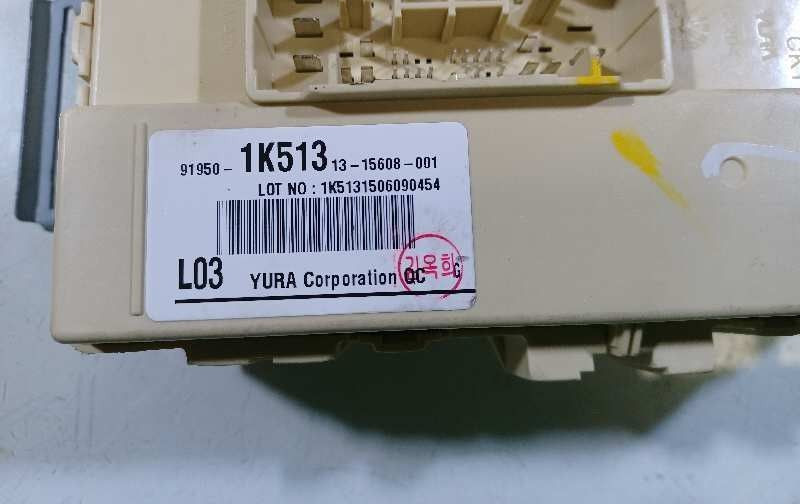 91950- 1K513 13-15608-001
LOT NO : 1K5131506090454
L03 YURA Corporation QC G